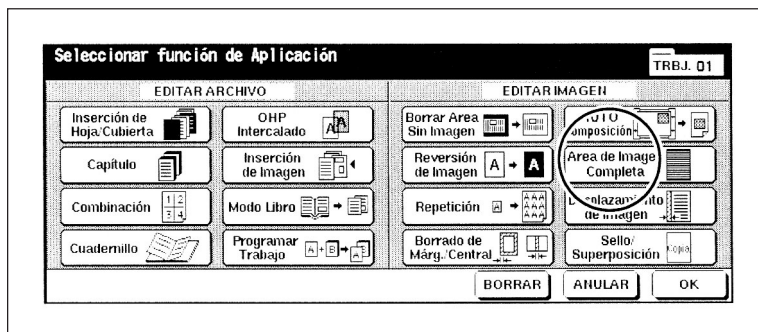 Seleccionar función de Aplicación
TRBJ. 01
EDITAR ARCHIVO
EDITAR IMAGEN
Inserción de
Hoja/Cubierta
OHP
Intercalado
Borrar Area
Sin Imagen
omposición
Capítulo
Inserción
de Imagen
Reversión
de Imagen
Area de Image
Completa
Combinación
Modo Libro
Repetición
de Imagen
Cuadernillo
Programar
Trabajo
Borrado de
Márg./Central
Sello/
Superposición
Copia
BORRAR
ANULAR
OK